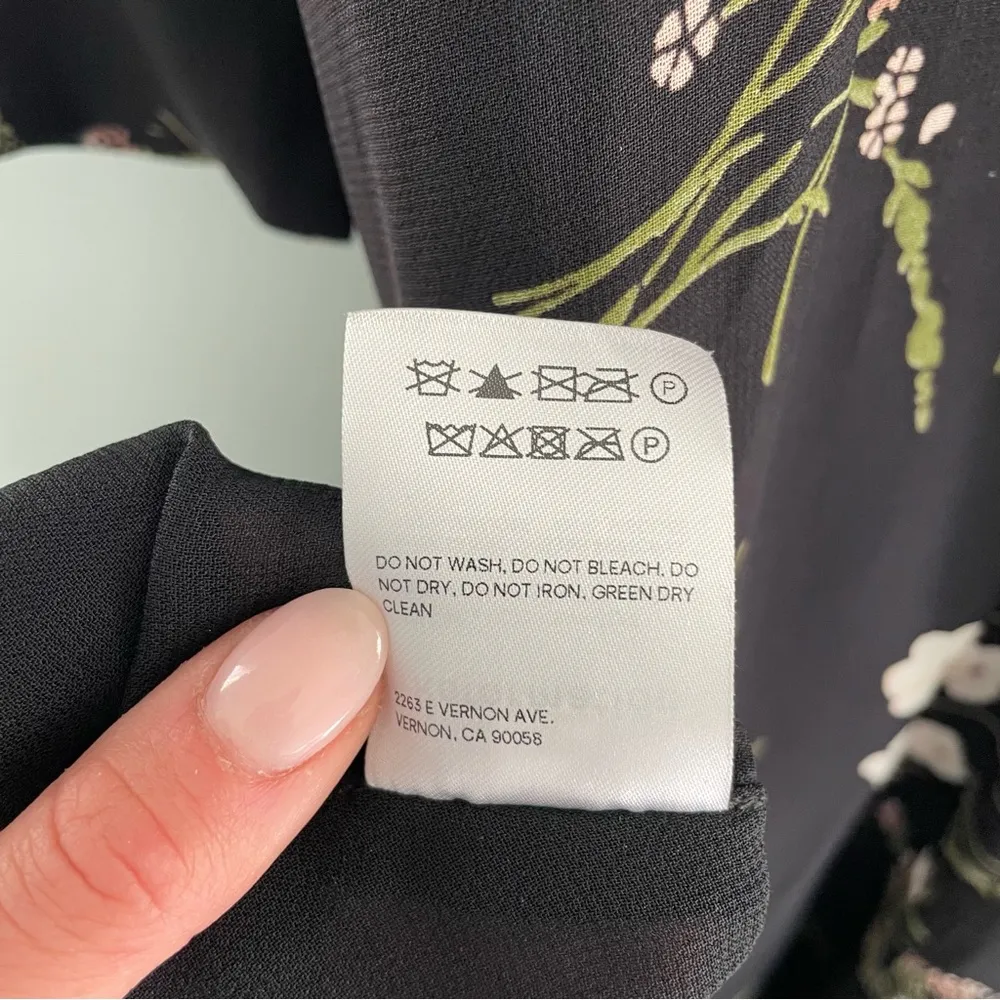 P
P
DO NOT WASH, DO NOT BLEACH, DO
NOT DRY, DO NOT IRON, GREEN DRY
CLEAN
2263 E VERNON AVE.
VERNON, CA 90058